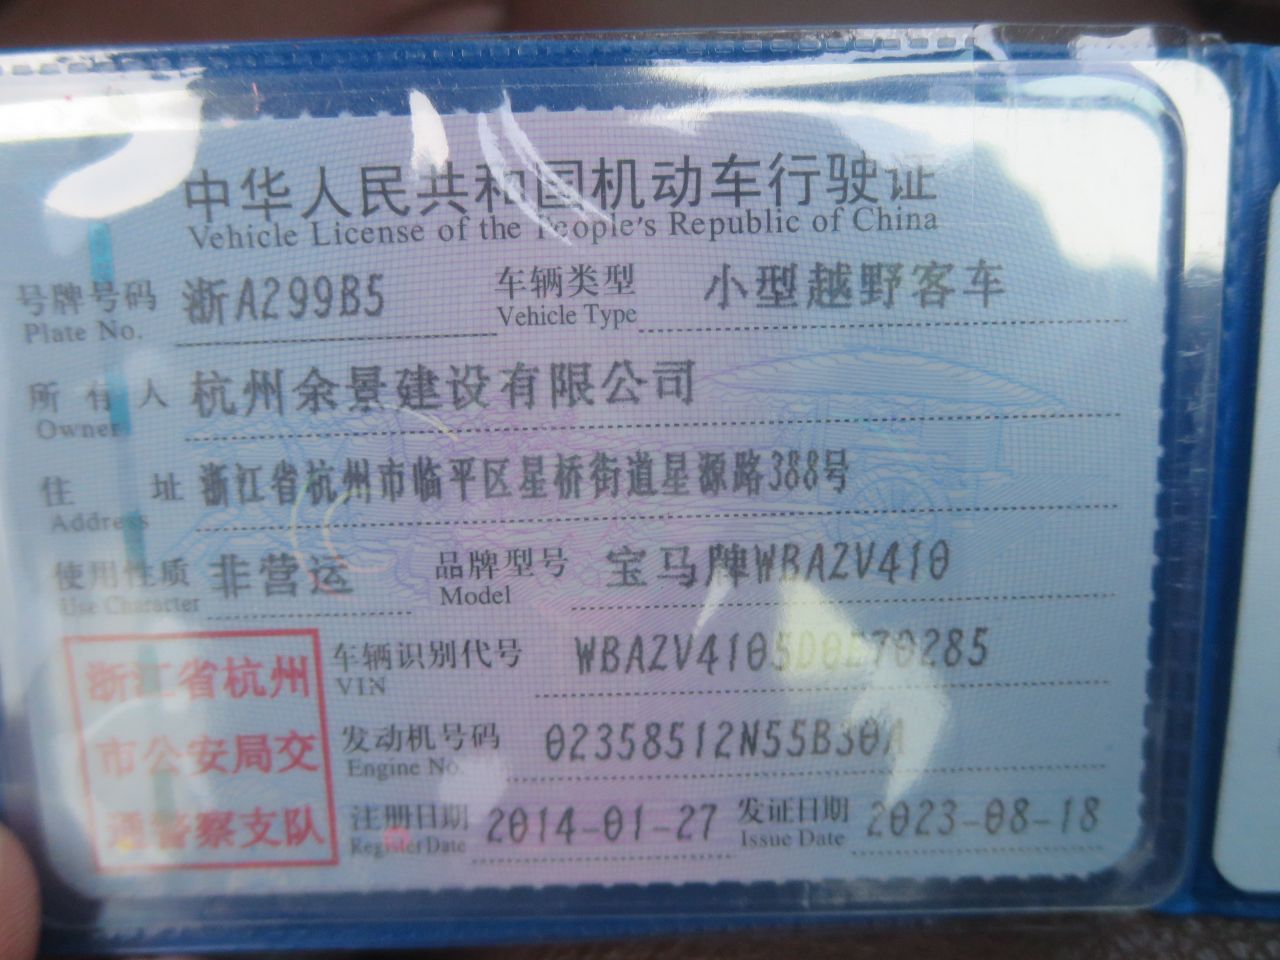 中华人民共和国机动车行驶证
Vehicle License of the People's Republic of China
号牌号码 浙A299B5 车辆类型 小型越野客车
Plate No. Vehicle Type
所有人 杭州余景建设有限公司
Owner
住址 浙江省杭州市临平区星桥街道星源路388号
Address
使用性质 非营运 品牌型号 宝马牌WBAZV410
Use Character Model
浙江省杭州
市公安局交
通警察支队
车辆识别代号 WBAZV4105D0E70285
VIN
发动机号码 02358512N55B30A
Engine No.
注册日期 2014-01-27 发证日期 2023-08-18
Register Date Issue Date